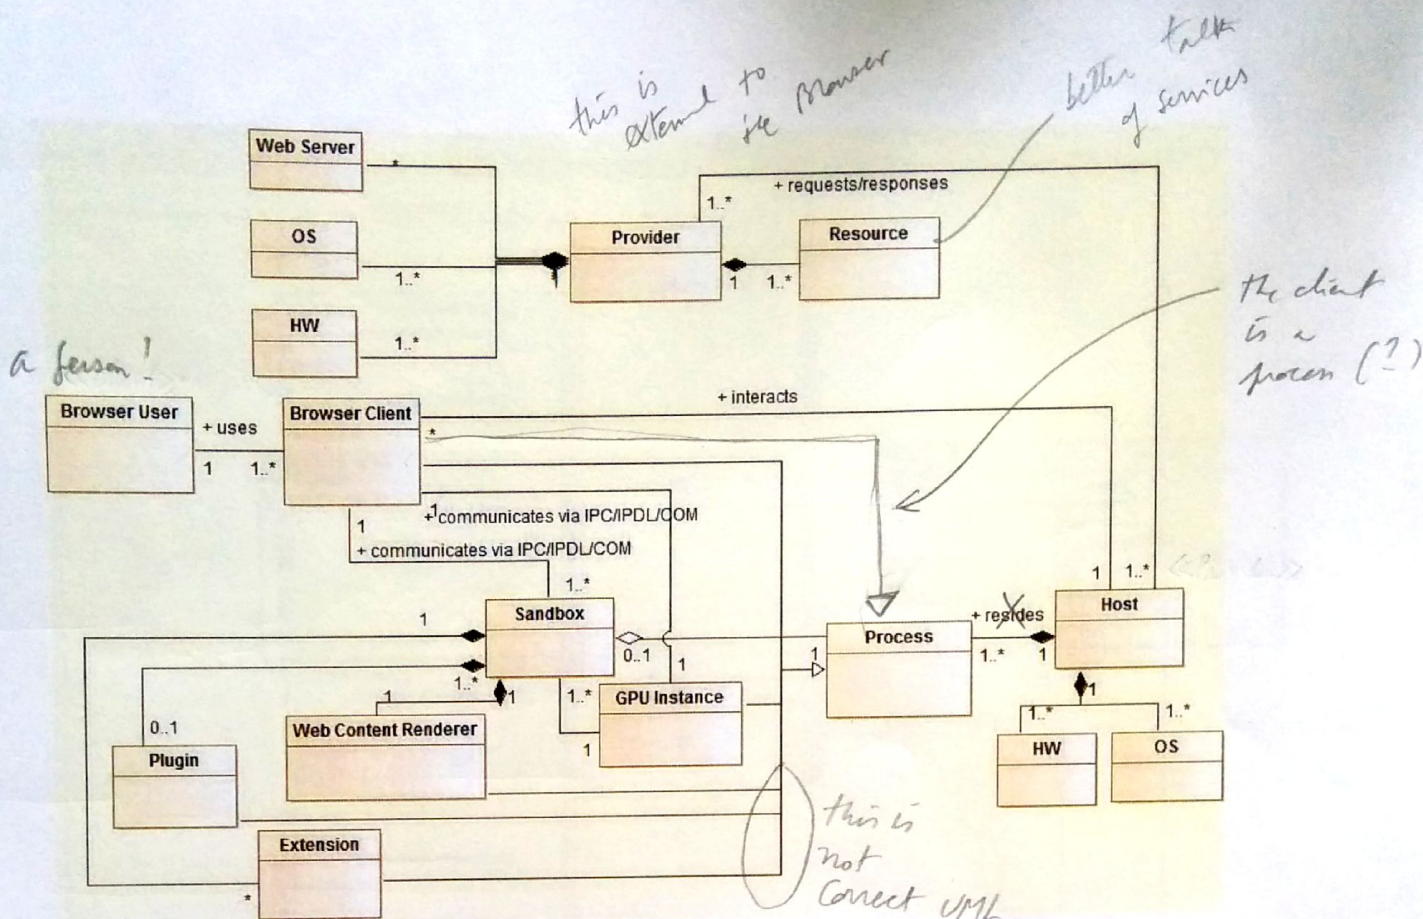 this is
external to
the Browser
better talk
of services
Web Server
*
+ requests/responses
1..*
OS
1..*
Provider
1
1..*
Resource
HW
1..*
the client
is a
process (?)
a person!
Browser User
+ uses
1
1..*
Browser Client
+ interacts
*
1
+ communicates via IPC/IPDL/COM
1
+ communicates via IPC/IPDL/COM
1..*
1
1..*
Host
1
Sandbox
0..1
1
Process
+ resides
1..*
1
1..*
1
1
1..*
GPU Instance
1
1
1..*
1..*
0..1
Web Content Renderer
1
HW
OS
Plugin
this is
not
correct UML
Extension
*